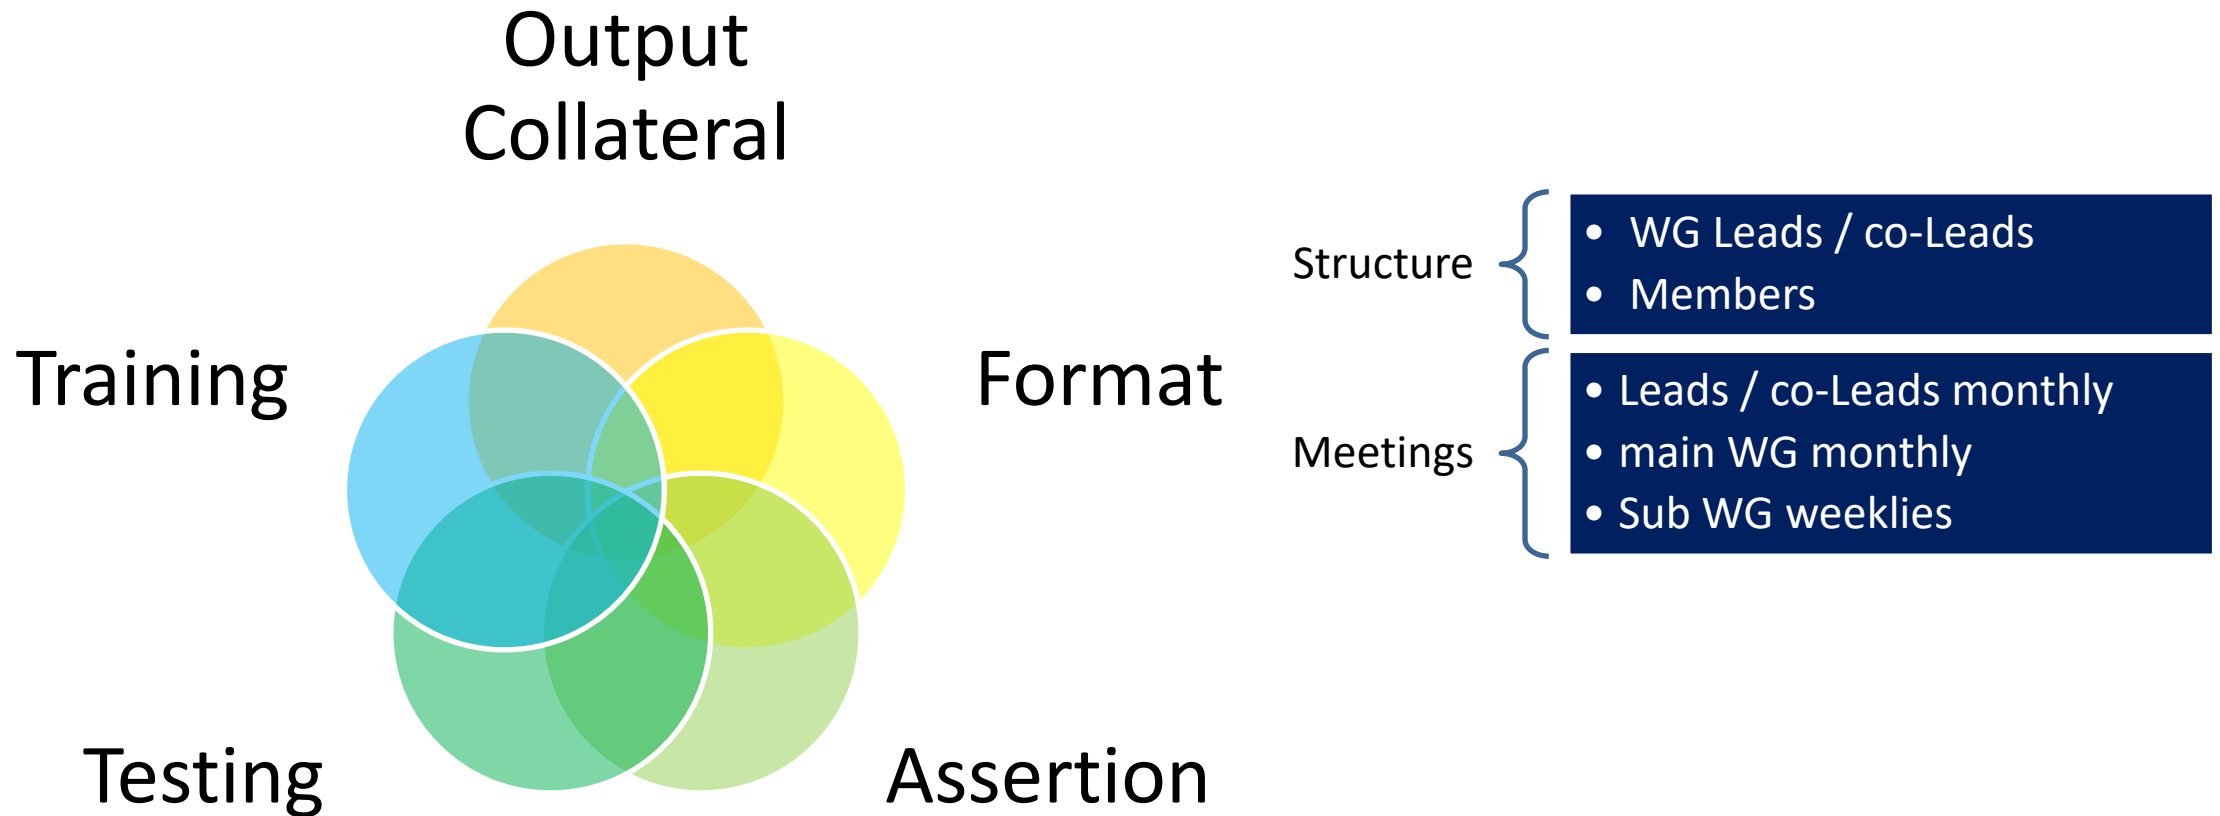 Output
Collateral
Training
Format
Testing
Assertion
Structure
• WG Leads / co-Leads
• Members
Meetings
• Leads / co-Leads monthly
• main WG monthly
• Sub WG weeklies